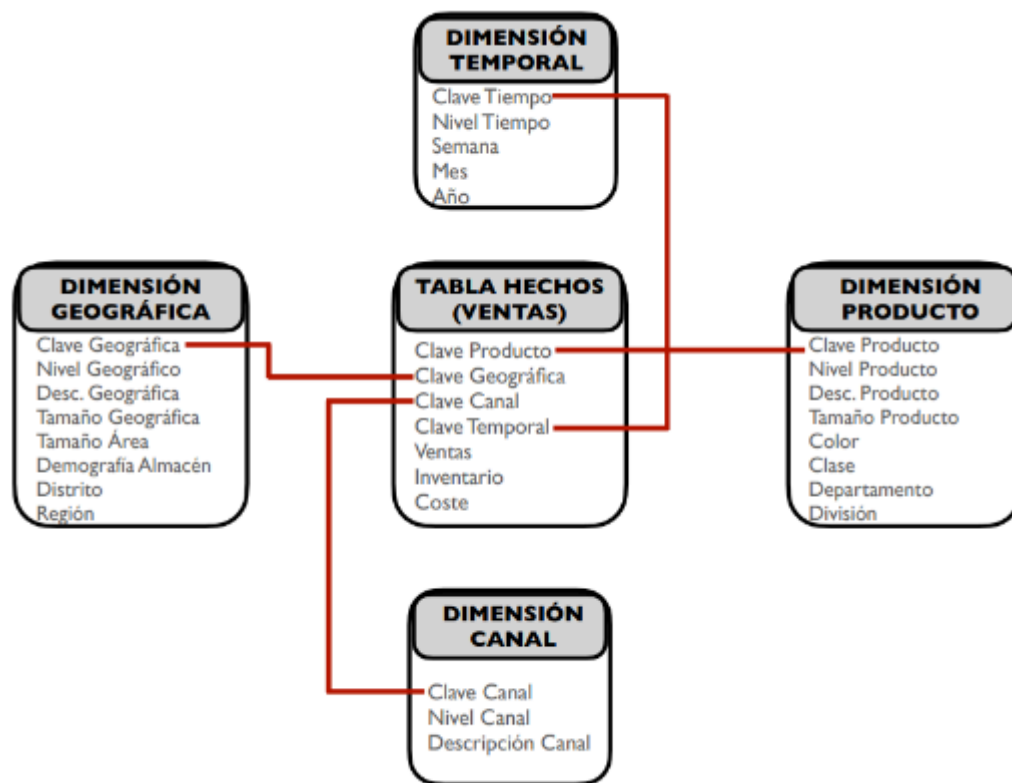 DIMENSIÓN
TEMPORAL
Clave Tiempo
Nivel Tiempo
Semana
Mes
Año
DIMENSIÓN
GEOGRÁFICA
Clave Geográfica
Nivel Geográfico
Desc. Geográfica
Tamaño Geográfica
Tamaño Área
Demografía Almacén
Distrito
Región
TABLA HECHOS
(VENTAS)
Clave Producto
Clave Geográfica
Clave Canal
Clave Temporal
Ventas
Inventario
Coste
DIMENSIÓN
PRODUCTO
Clave Producto
Nivel Producto
Desc. Producto
Tamaño Producto
Color
Clase
Departamento
División
DIMENSIÓN
CANAL
Clave Canal
Nivel Canal
Descripción Canal